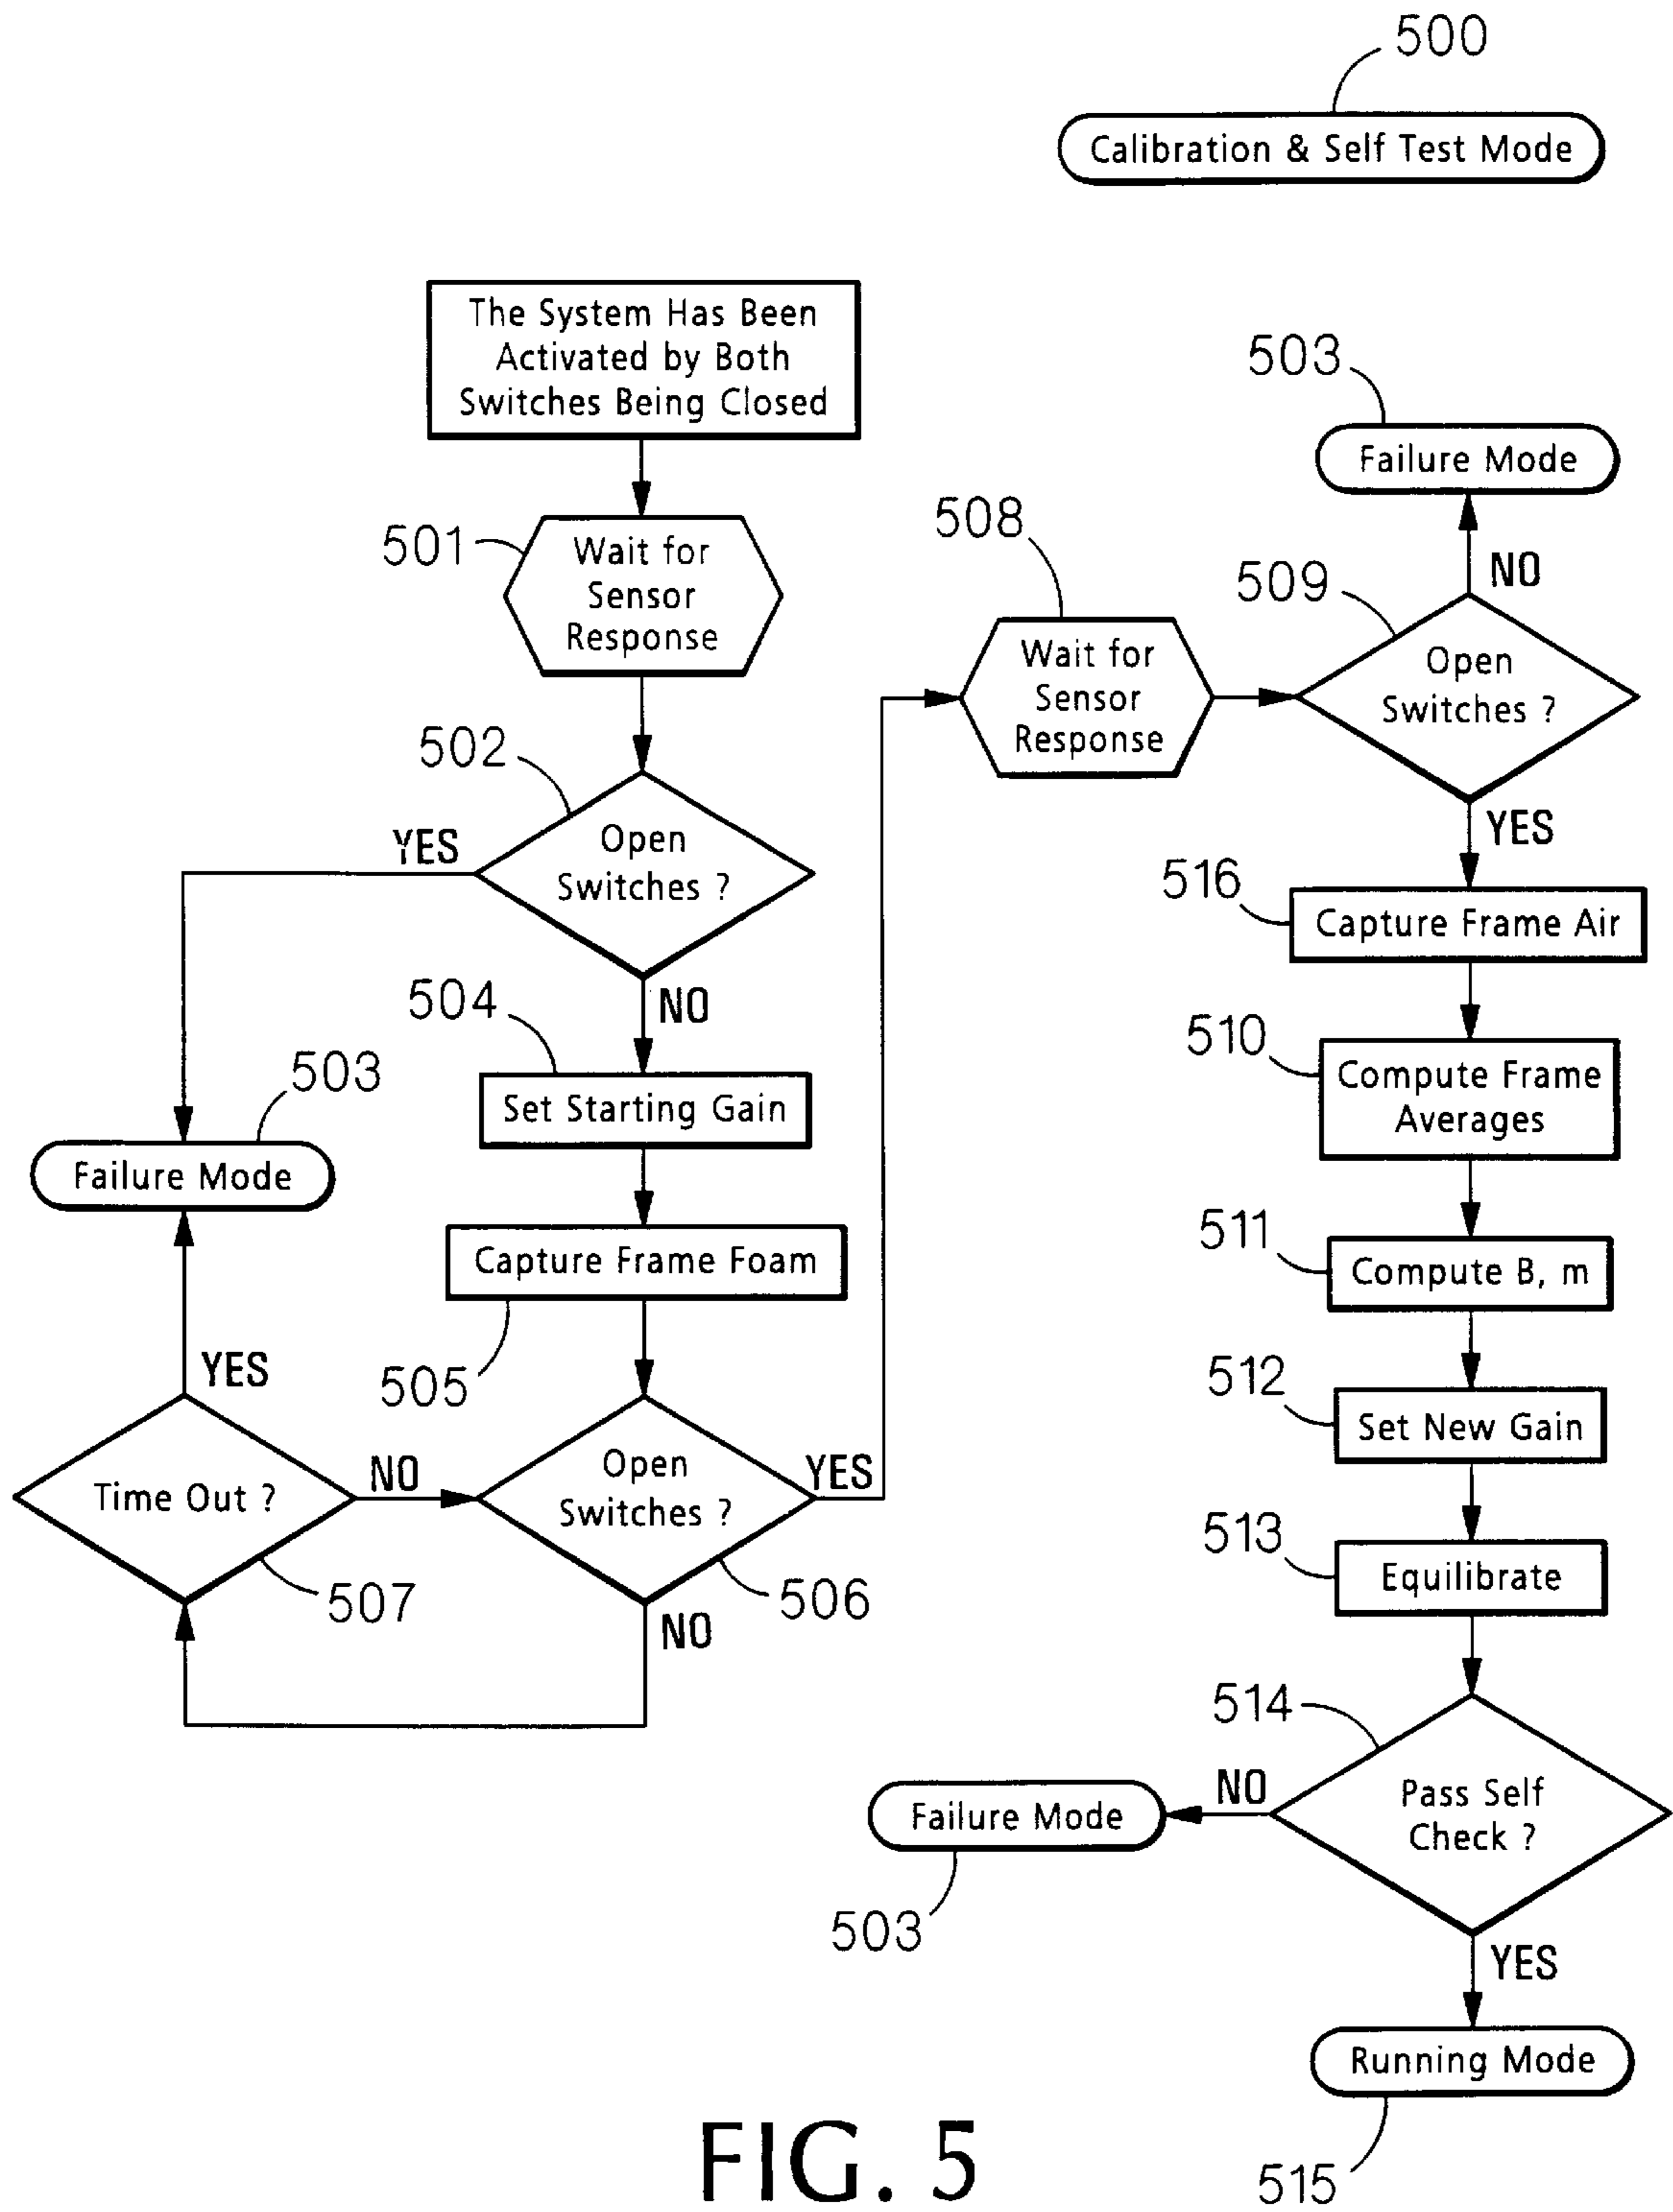 500
Calibration & Self Test Mode
The System Has Been
Activated by Both
Switches Being Closed
501
Wait for
Sensor
Response
502
Open
Switches ?
YES
NO
503
Failure Mode
504
Set Starting Gain
Capture Frame Foam
505
YES
Time Out ?
507
NO
Open
Switches ?
YES
506
NO
508
Wait for
Sensor
Response
503
Failure Mode
NO
509
Open
Switches ?
YES
516
Capture Frame Air
510
Compute Frame
Averages
511
Compute B, m
512
Set New Gain
513
Equilibrate
514
Pass Self
Check ?
NO
Failure Mode
503
YES
Running Mode
515
FIG. 5